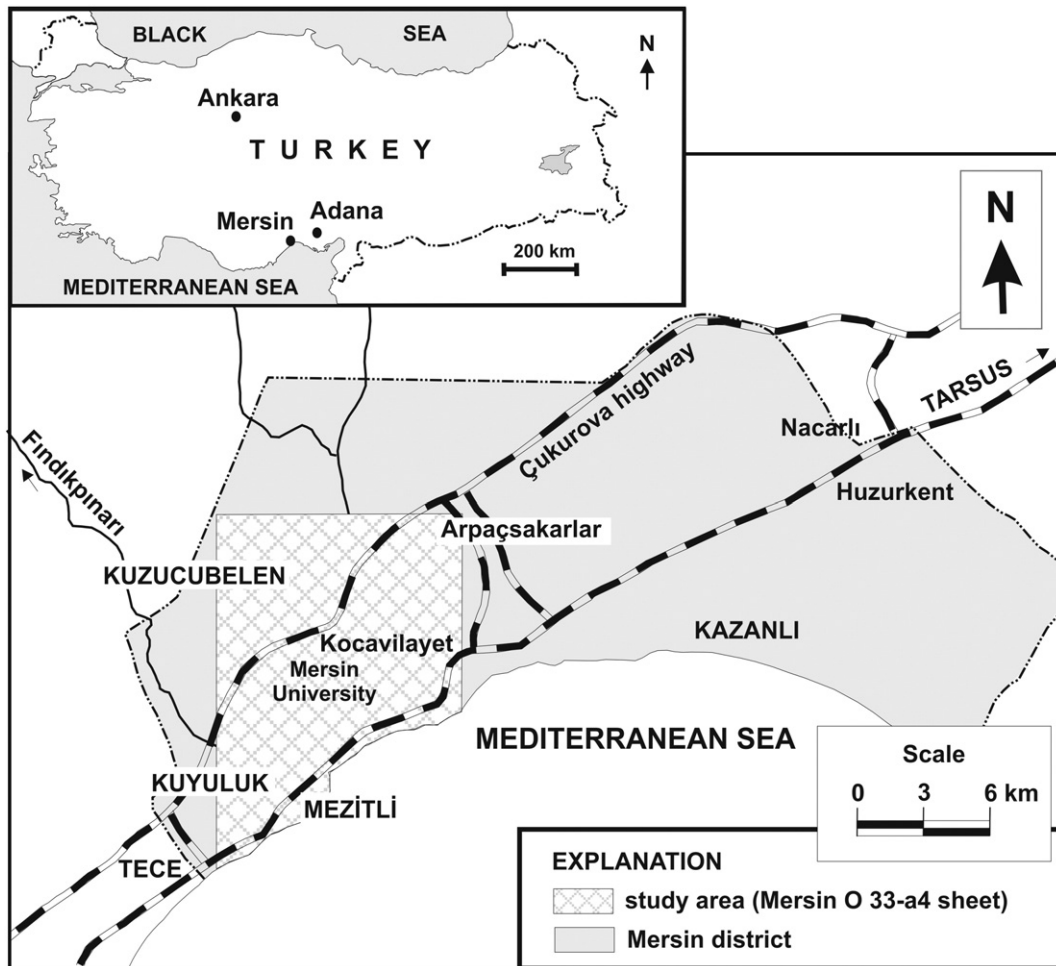 BLACK SEA
N
Ankara
TURKEY
Mersin
Adana
200 km
MEDITERRANEAN SEA
N
Çukurova highway
TARSUS
Nacarlı
Huzurkent
Fındıkpınarı
Arpaçsakarlar
KUZUCUBELEN
KAZANLI
Kocavilayet
Mersin
University
MEDITERRANEAN SEA
KUYULUK
MEZİTLİ
TECE
Scale
0 3 6 km
EXPLANATION
study area (Mersin O 33-a4 sheet)
Mersin district